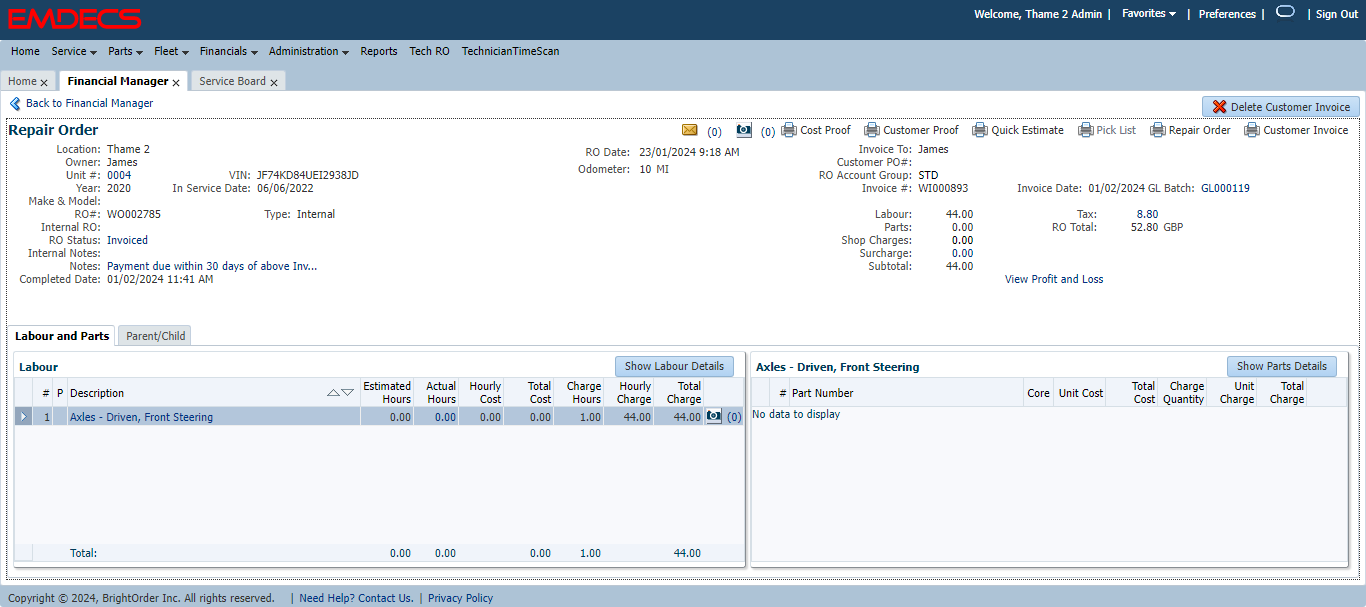 EMDECS
Welcome, Thame 2 Admin | Favorites | Preferences | | Sign Out
Home Service Parts Fleet Financials Administration Reports Tech RO TechnicianTimeScan
Home x Financial Manager x Service Board x
Back to Financial Manager
Delete Customer Invoice
Repair Order
(0) (0) Cost Proof Customer Proof Quick Estimate Pick List Repair Order Customer Invoice
Location: Thame 2
Owner: James
Unit #: 0004 VIN: JF74KD84UEI2938JD
Year: 2020 In Service Date: 06/06/2022
Make & Model:
RO#: WO002785 Type: Internal
Internal RO:
RO Status: Invoiced
Internal Notes:
Notes: Payment due within 30 days of above Inv...
Completed Date: 01/02/2024 11:41 AM
RO Date: 23/01/2024 9:18 AM
Odometer: 10 MI
Invoice To: James
Customer PO#:
RO Account Group: STD
Invoice #: WI000893 Invoice Date: 01/02/2024 GL Batch: GL000119
Labour: 44.00 Tax: 8.80
Parts: 0.00 RO Total: 52.80 GBP
Shop Charges: 0.00
Surcharge: 0.00
Subtotal: 44.00
View Profit and Loss
Labour and Parts Parent/Child
Labour Show Labour Details
# P Description Estimated Hours Actual Hours Hourly Cost Total Cost Charge Hours Hourly Charge Total Charge
1 Axles - Driven, Front Steering 0.00 0.00 0.00 0.00 1.00 44.00 44.00 (0)
Total: 0.00 0.00 0.00 1.00 44.00
Axles - Driven, Front Steering Show Parts Details
# Part Number Core Unit Cost Total Cost Charge Quantity Unit Charge Total Charge
No data to display
Copyright © 2024, BrightOrder Inc. All rights reserved. | Need Help? Contact Us. | Privacy Policy